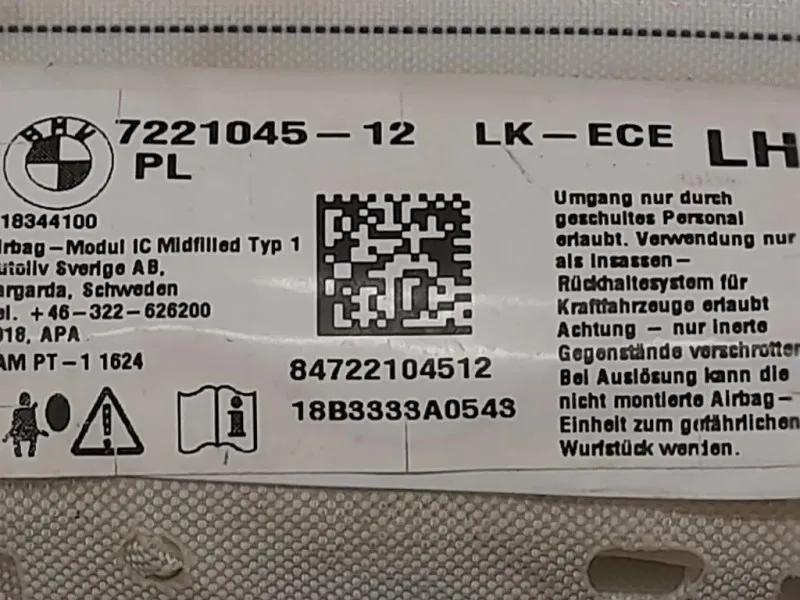 BMW
7221045-12 LK-ECE LH
PL
18344100
irbag-Modul IC Midfilled Typ 1
utoliv Sverige AB,
argarda, Schweden
el. +46-322-626200
018, APA
AM PT-1 1624
84722104512
18B3333A0543
Umgang nur durch
geschultes Personal
erlaubt. Verwendung nur
als Insassen-
Rückhaltesystem für
Kraftfahrzeuge erlaubt
Achtung - nur inerte
Gegenstände verschrotten
Bei Auslösung kann die
nicht montierte Airbag-
Einheit zum gefährlichen
Wurfstück werden.